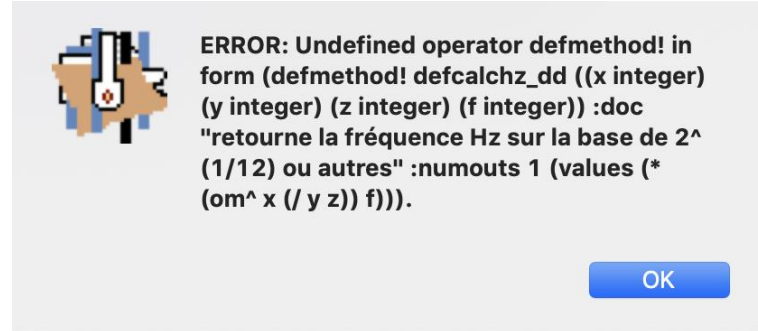 ERROR: Undefined operator defmethod! in
form (defmethod! defcalchz_dd ((x integer)
(y integer) (z integer) (f integer)) :doc
"retourne la fréquence Hz sur la base de 2^
(1/12) ou autres" :numouts 1 (values (*
(om^ x (/ y z)) f))).
OK